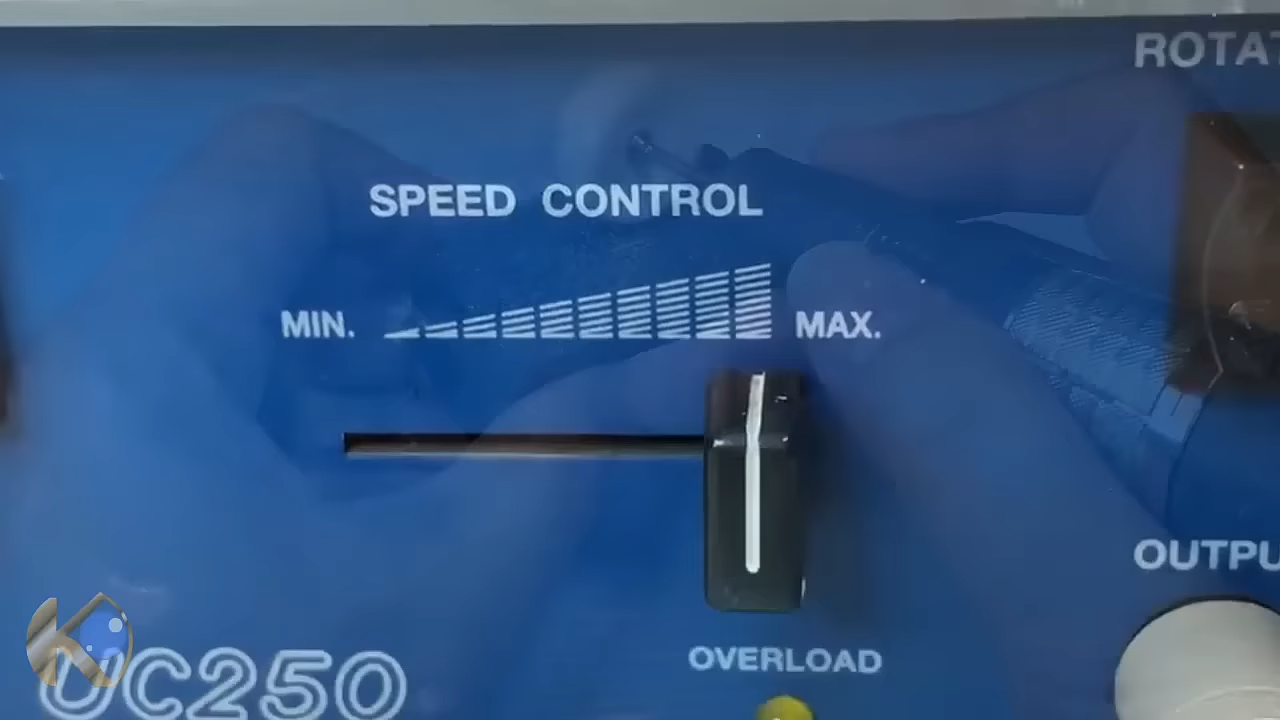 ROTAT
SPEED CONTROL
MIN. MAX.
OUTPU
OVERLOAD
UC250